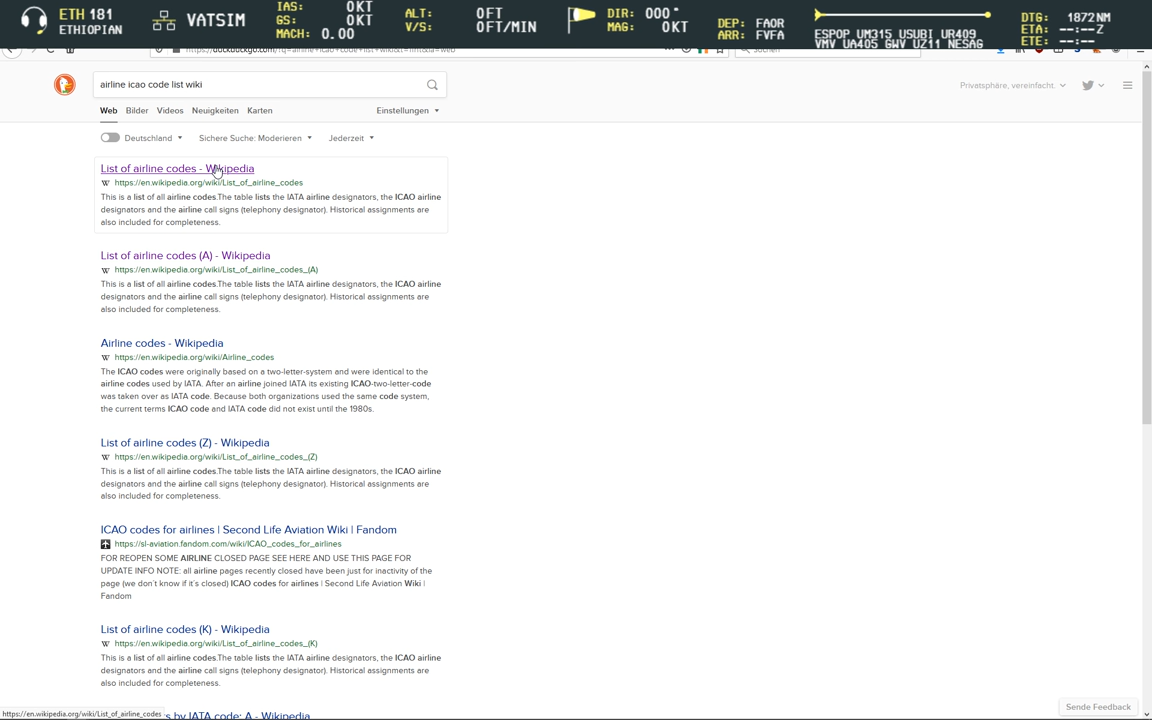 ETH 181
ETHIOPIAN
VATSIM
IAS: 0KT
GS: 0KT
MACH: 0.00
ALT: 0FT
V/S: 0FT/MIN
DIR: 000°
MAG: 0KT
DEP: FAOR
ARR: FVFA
ESPOP UM315 USUBI UR409
VMV UA405 GWV UZ11 NESAG
DTG: 1872NM
ETA: --:--Z
ETE: --:--
Suchen
airline icao code list wiki
Privatsphäre, vereinfacht.
Web Bilder Videos Neuigkeiten Karten Einstellungen
Deutschland Sichere Suche: Moderieren Jederzeit
List of airline codes - Wikipedia
https://en.wikipedia.org/wiki/List_of_airline_codes
This is a list of all airline codes.The table lists the IATA airline designators, the ICAO airline
designators and the airline call signs (telephony designator). Historical assignments are
also included for completeness.
List of airline codes (A) - Wikipedia
https://en.wikipedia.org/wiki/List_of_airline_codes_(A)
This is a list of all airline codes.The table lists the IATA airline designators, the ICAO airline
designators and the airline call signs (telephony designator). Historical assignments are
also included for completeness.
Airline codes - Wikipedia
https://en.wikipedia.org/wiki/Airline_codes
The ICAO codes were originally based on a two-letter-system and were identical to the
airline codes used by IATA. After an airline joined IATA its existing ICAO-two-letter-code
was taken over as IATA code. Because both organizations used the same code system,
the current terms ICAO code and IATA code did not exist until the 1980s.
List of airline codes (Z) - Wikipedia
https://en.wikipedia.org/wiki/List_of_airline_codes_(Z)
This is a list of all airline codes.The table lists the IATA airline designators, the ICAO airline
designators and the airline call signs (telephony designator). Historical assignments are
also included for completeness.
ICAO codes for airlines | Second Life Aviation Wiki | Fandom
https://sl-aviation.fandom.com/wiki/ICAO_codes_for_airlines
FOR REOPEN SOME AIRLINE CLOSED PAGE SEE HERE AND USE THIS PAGE FOR
UPDATE INFO NOTE: all airline pages recently closed have been just for inactivity of the
page (we don´t know if it´s closed) ICAO codes for airlines | Second Life Aviation Wiki |
Fandom
List of airline codes (K) - Wikipedia
https://en.wikipedia.org/wiki/List_of_airline_codes_(K)
This is a list of all airline codes.The table lists the IATA airline designators, the ICAO airline
designators and the airline call signs (telephony designator). Historical assignments are
also included for completeness.
s by IATA code: A - Wikipedia
https://en.wikipedia.org/wiki/List_of_airline_codes
Sende Feedback